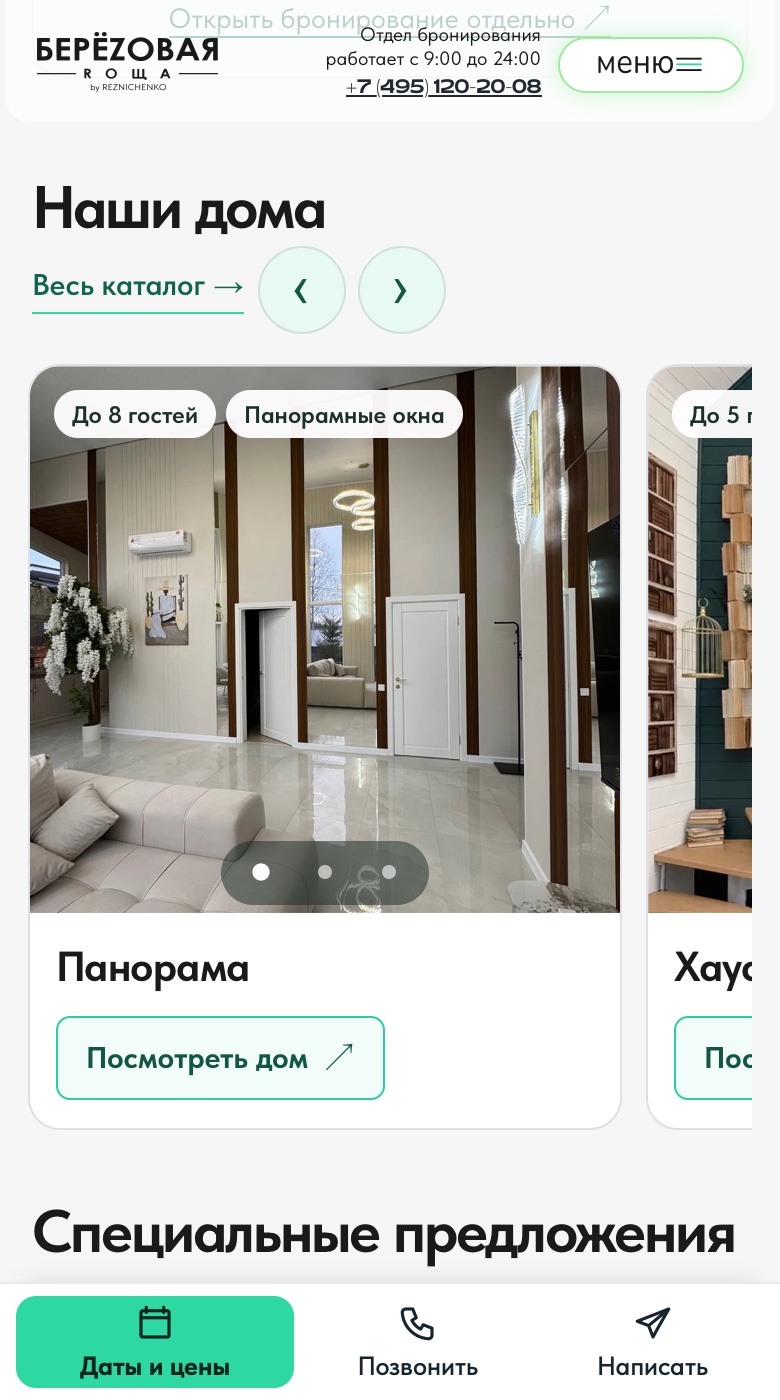 Открыть бронирование отдельно ↗
БЕРЁZОВАЯ
РОЩА
by REZNICHENKO
Отдел бронирования
работает с 9:00 до 24:00
+7 (495) 120-20-08
меню
Наши дома
Весь каталог →
До 8 гостей
Панорамные окна
До 5 г
Панорама
Посмотреть дом ↗
Хаус
Пос
Специальные предложения
Даты и цены
Позвонить
Написать